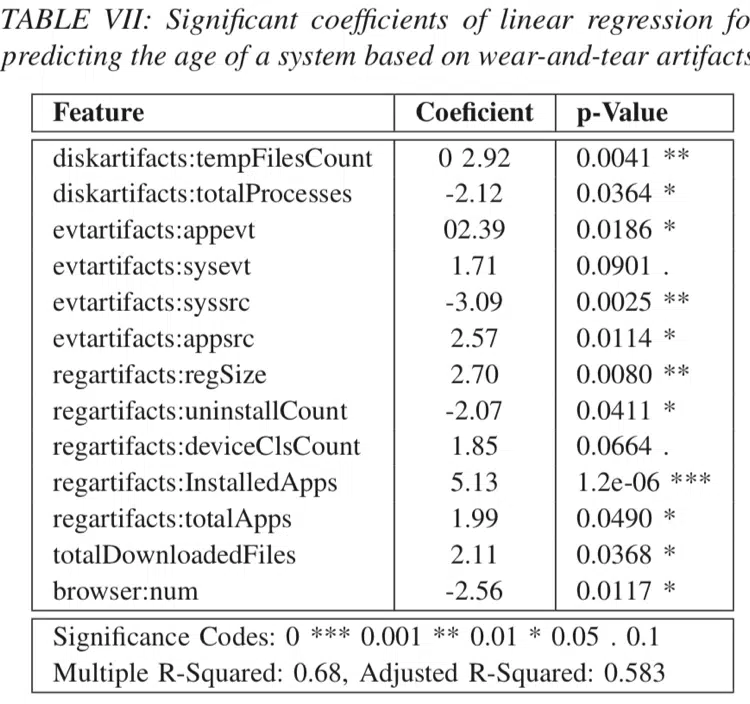 TABLE VII: Significant coefficients of linear regression fo
predicting the age of a system based on wear-and-tear artifacts
Feature Coeficient p-Value
diskartifacts:tempFilesCount 0 2.92 0.0041 **
diskartifacts:totalProcesses -2.12 0.0364 *
evtartifacts:appevt 02.39 0.0186 *
evtartifacts:sysevt 1.71 0.0901 .
evtartifacts:syssrc -3.09 0.0025 **
evtartifacts:appsrc 2.57 0.0114 *
regartifacts:regSize 2.70 0.0080 **
regartifacts:uninstallCount -2.07 0.0411 *
regartifacts:deviceClsCount 1.85 0.0664 .
regartifacts:InstalledApps 5.13 1.2e-06 ***
regartifacts:totalApps 1.99 0.0490 *
totalDownloadedFiles 2.11 0.0368 *
browser:num -2.56 0.0117 *
Significance Codes: 0 *** 0.001 ** 0.01 * 0.05 . 0.1
Multiple R-Squared: 0.68, Adjusted R-Squared: 0.583